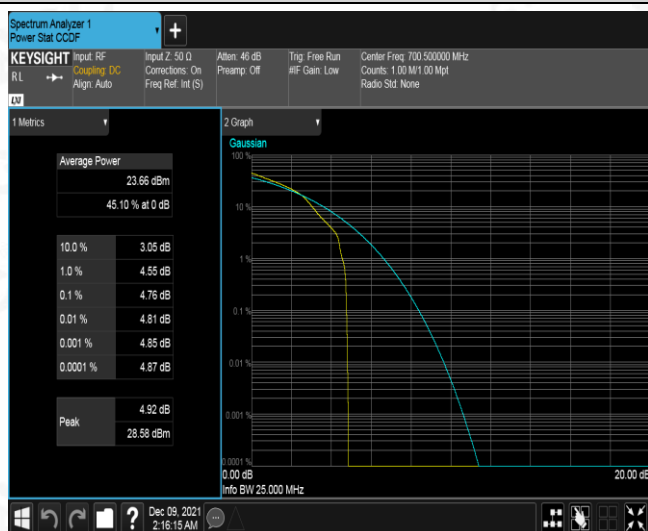 Spectrum Analyzer 1
Power Stat CCDF
+
KEYSIGHT
RL
LXI
Input: RF
Coupling: DC
Align: Auto
Input Z: 50 Ω
Corrections: On
Freq Ref: Int (S)
Atten: 46 dB
Preamp: Off
Trig: Free Run
#IF Gain: Low
Center Freq: 700.500000 MHz
Counts: 1.00 M/1.00 Mpt
Radio Std: None
1 Metrics
Average Power
23.66 dBm
45.10 % at 0 dB
10.0 % 3.05 dB
1.0 % 4.55 dB
0.1 % 4.76 dB
0.01 % 4.81 dB
0.001 % 4.85 dB
0.0001 % 4.87 dB
Peak
4.92 dB
28.58 dBm
2 Graph
Gaussian
100 %
10 %
1 %
0.1 %
0.01 %
0.001 %
0.0001 %
0.00 dB
20.00 dB
Info BW 25.000 MHz
?
Dec 09, 2021
2:16:15 AM